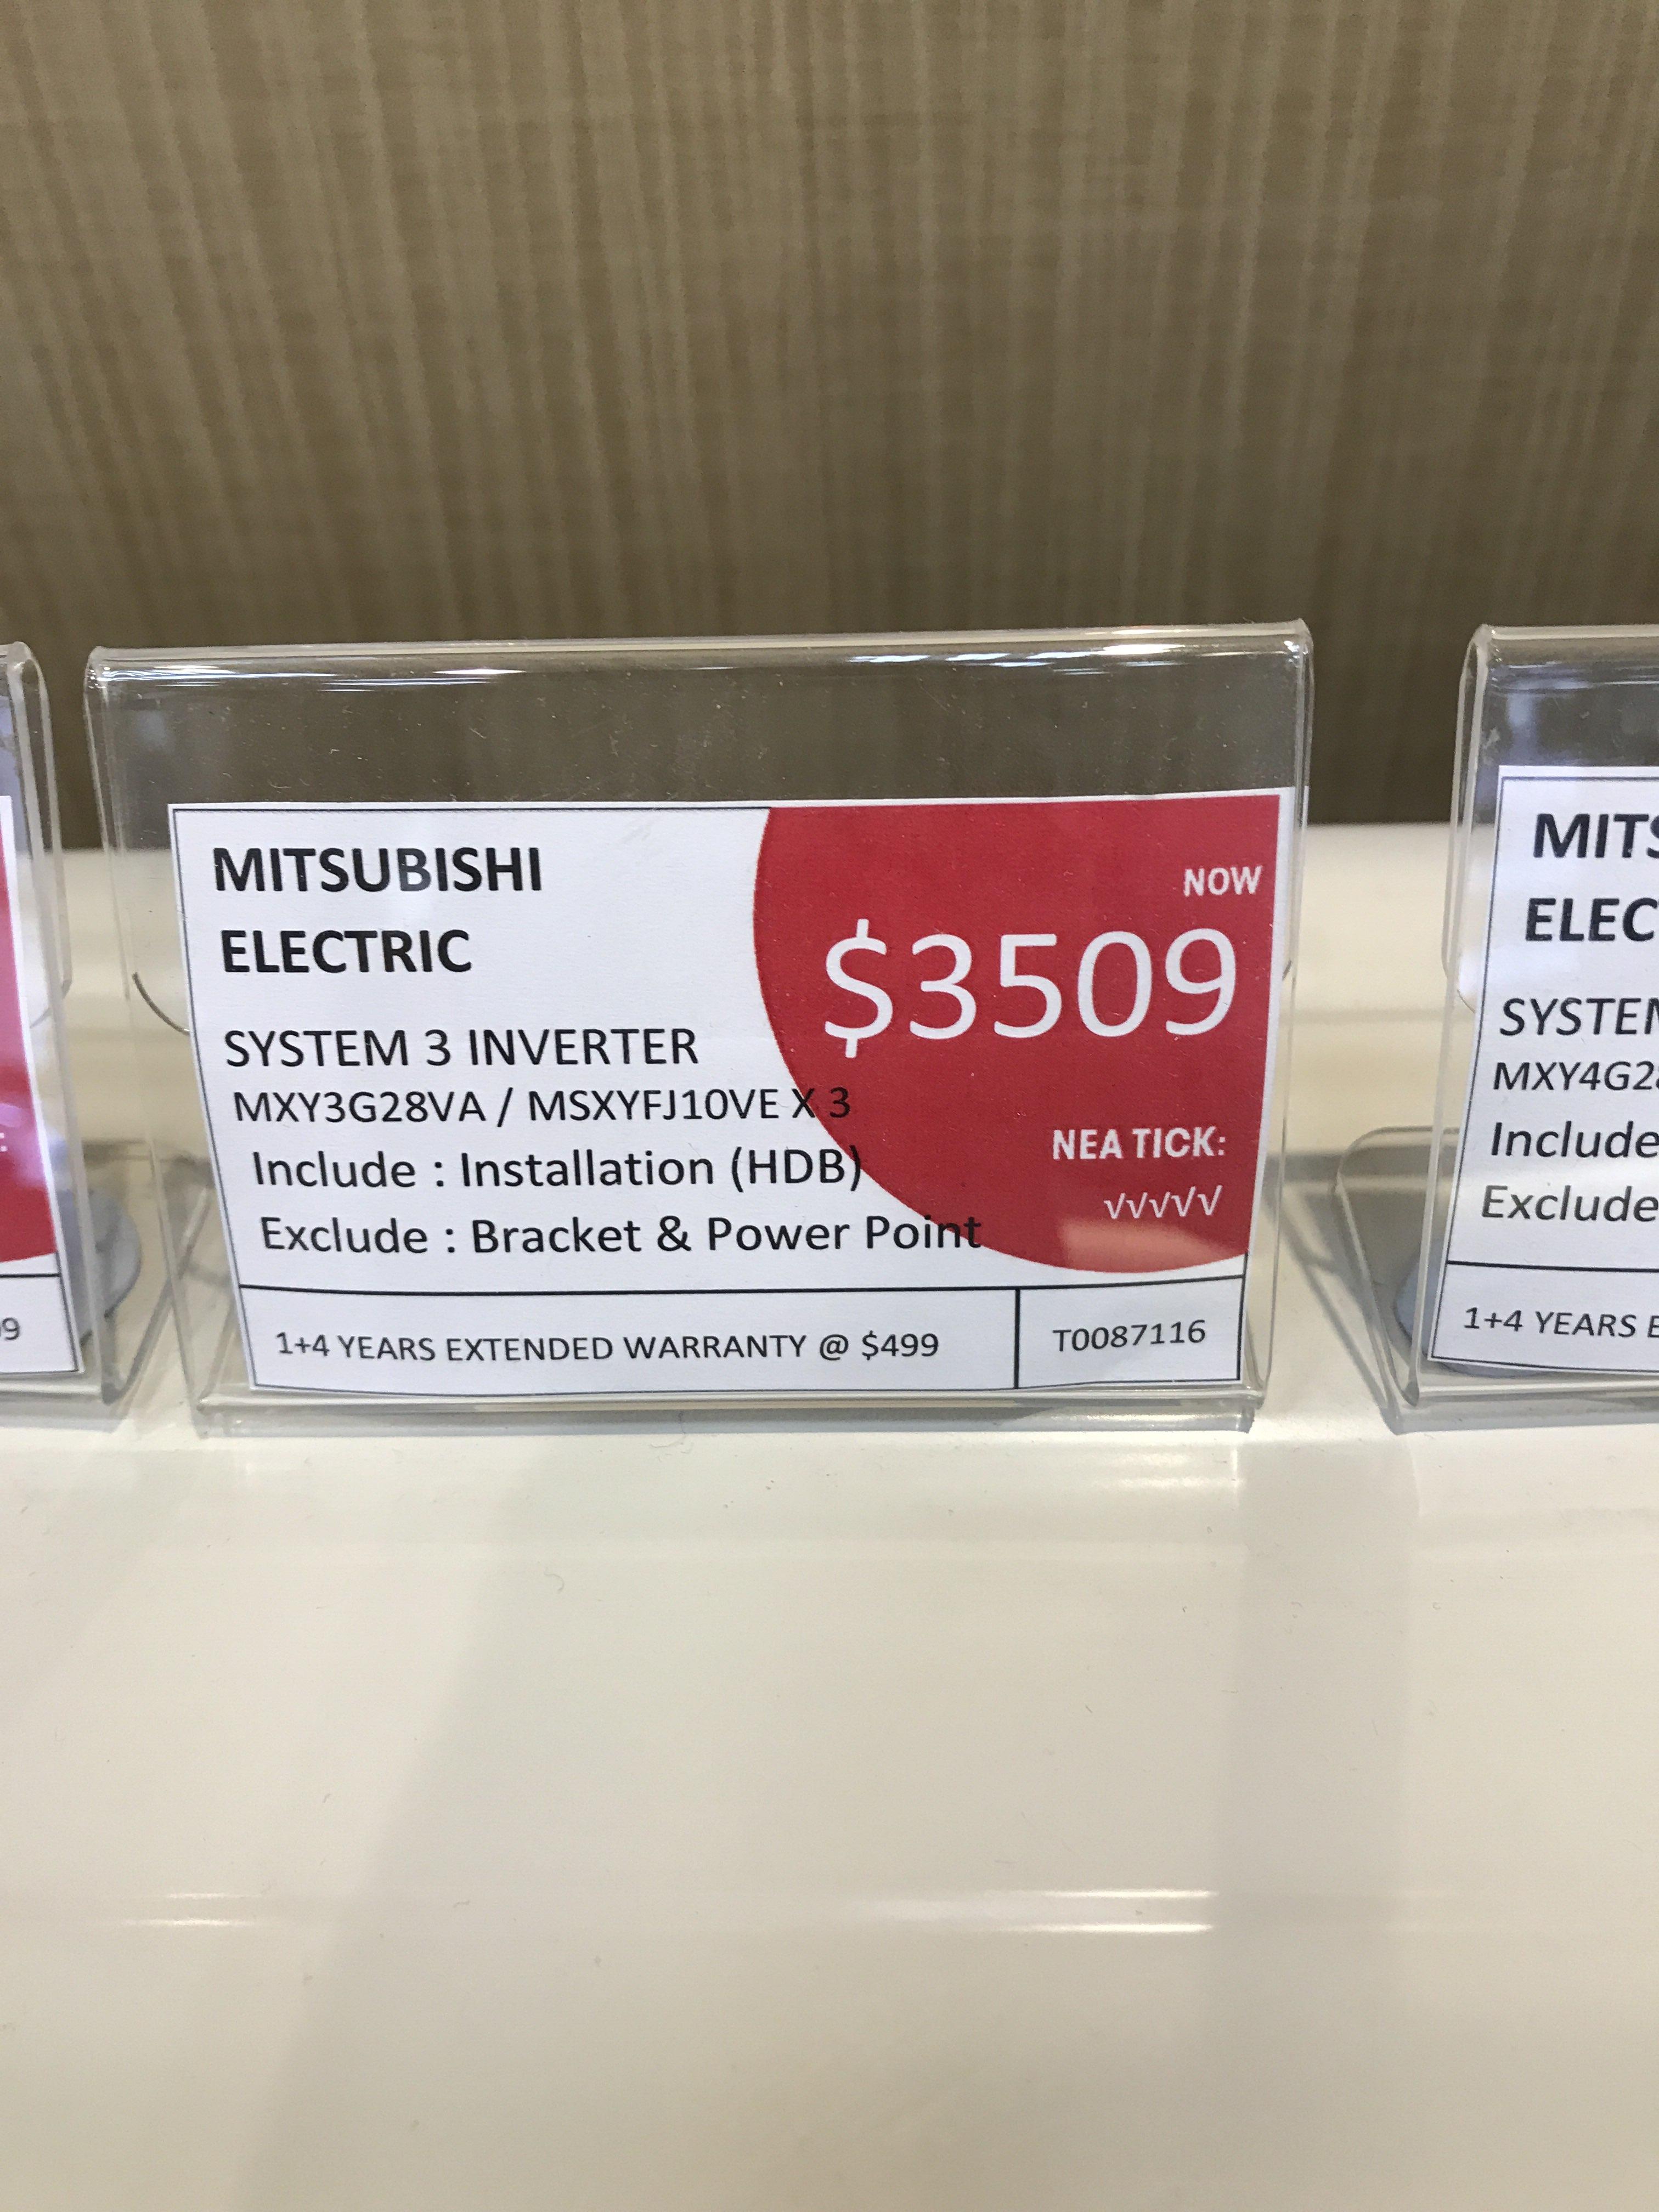 MITSUBISHI
ELECTRIC
NOW
$3509
SYSTEM 3 INVERTER
MXY3G28VA / MSXYFJ10VE X 3
Include : Installation (HDB)
Exclude : Bracket & Power Point
NEA TICK:
√√√√√
1+4 YEARS EXTENDED WARRANTY @ $499
T0087116
MITS
ELEC
SYSTEM
MXY4G28
Include
Exclude
1+4 YEARS E